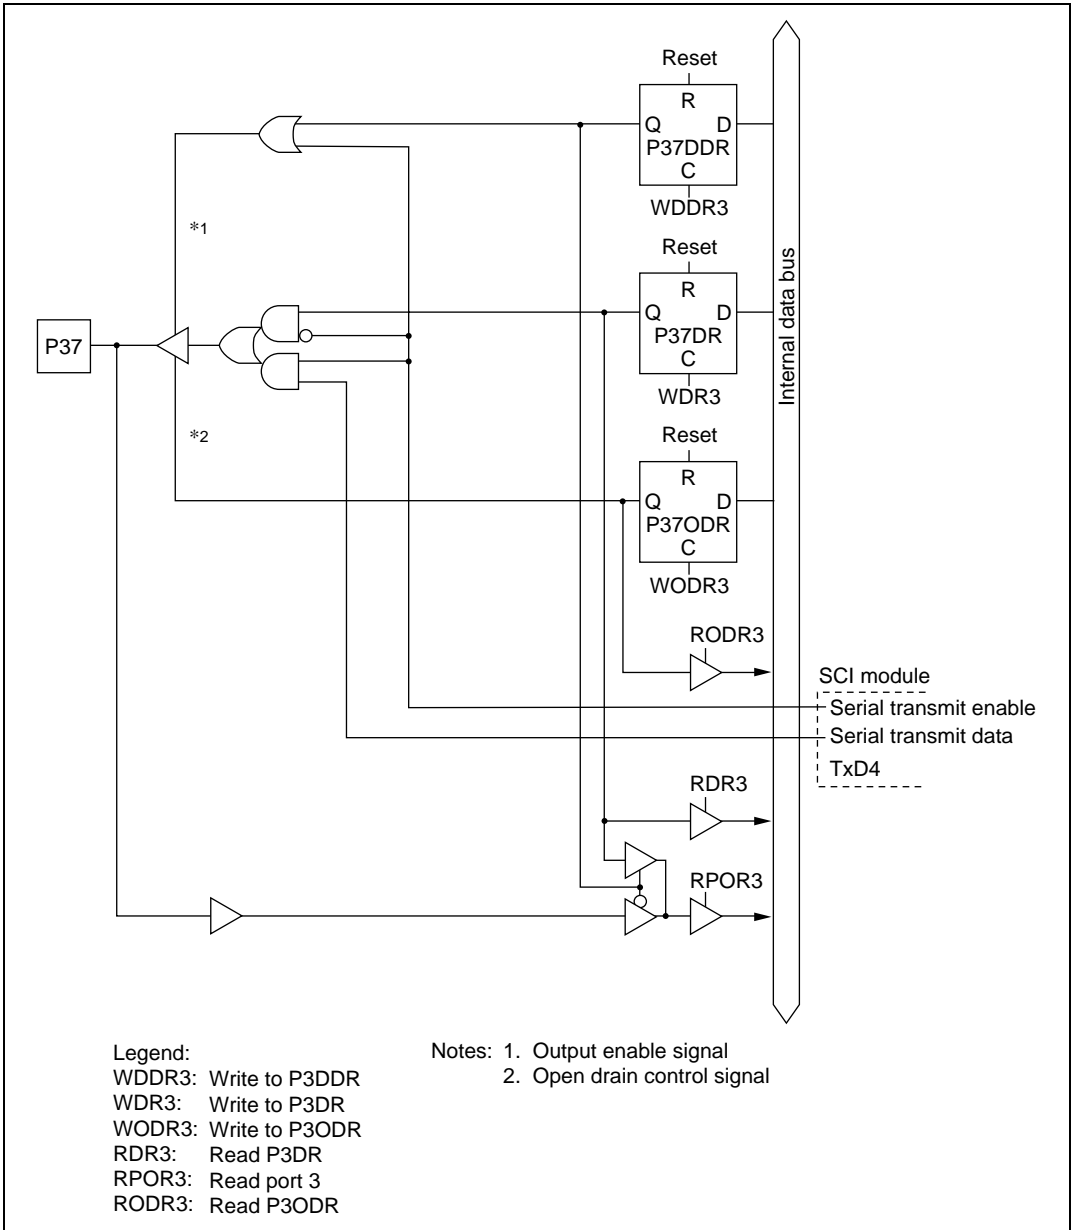 Reset
R
Q D
P37DDR
C
WDDR3
*1
Reset
R
Q D
P37DR
C
WDR3
Internal data bus
P37
*2
Reset
R
Q D
P37ODR
C
WODR3
RODR3
SCI module
Serial transmit enable
Serial transmit data
TxD4
RDR3
RPOR3
Legend:
WDDR3: Write to P3DDR
WDR3: Write to P3DR
WODR3: Write to P3ODR
RDR3: Read P3DR
RPOR3: Read port 3
RODR3: Read P3ODR
Notes: 1. Output enable signal
2. Open drain control signal